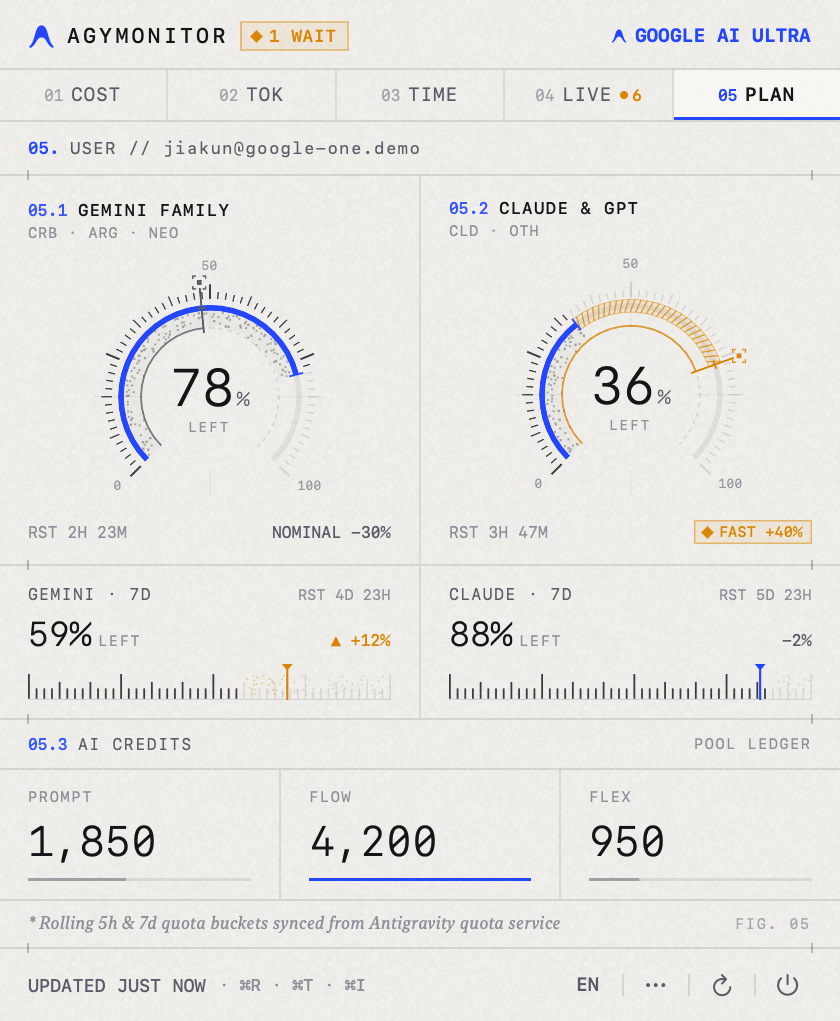 AGYMONITOR ◆ 1 WAIT GOOGLE AI ULTRA
01 COST 02 TOK 03 TIME 04 LIVE ●6 05 PLAN
05. USER // jiakun@google-one.demo
05.1 GEMINI FAMILY
CRB · ARG · NEO
50
78%
LEFT
0 100
RST 2H 23M NOMINAL −30%
05.2 CLAUDE & GPT
CLD · OTH
50
36%
LEFT
0 100
RST 3H 47M ◆ FAST +40%
GEMINI · 7D RST 4D 23H
59% LEFT ▲ +12%
CLAUDE · 7D RST 5D 23H
88% LEFT −2%
05.3 AI CREDITS POOL LEDGER
PROMPT
1,850
FLOW
4,200
FLEX
950
* Rolling 5h & 7d quota buckets synced from Antigravity quota service FIG. 05
UPDATED JUST NOW · ⌘R · ⌘T · ⌘I EN